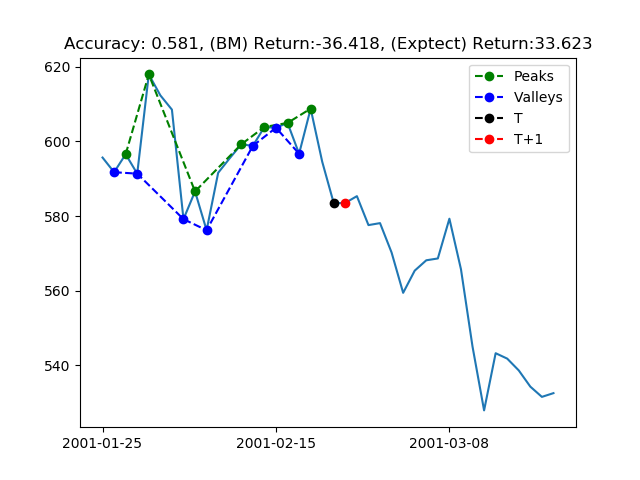 Accuracy: 0.581, (BM) Return:-36.418, (Exptect) Return:33.623
620
600
580
560
540
2001-01-25
2001-02-15
2001-03-08
Peaks
Valleys
T
T+1